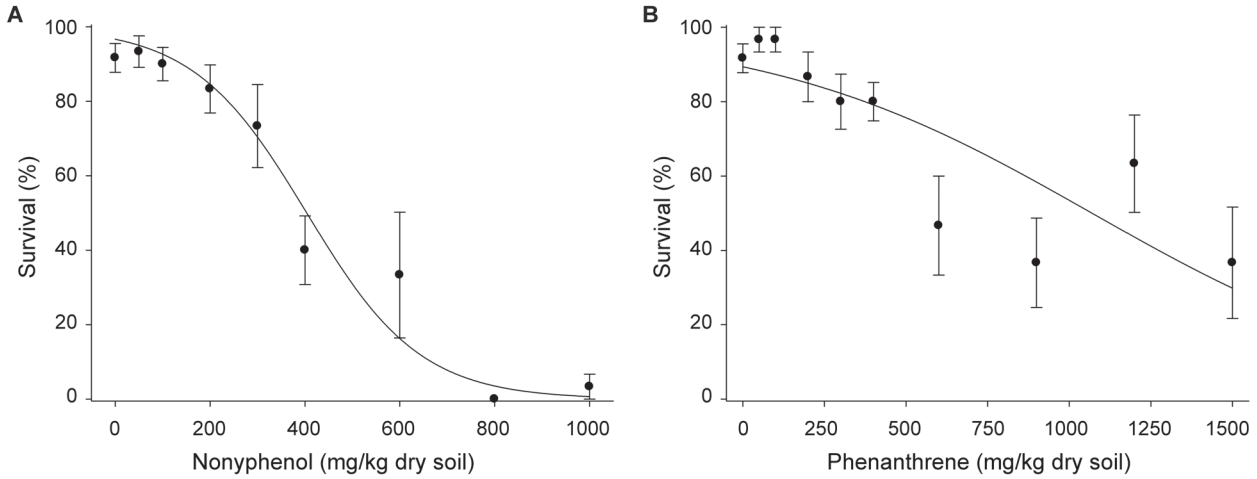 A
Survival (%)
100
80
60
40
20
0
0 200 400 600 800 1000
Nonyphenol (mg/kg dry soil)
B
Survival (%)
100
80
60
40
20
0
0 250 500 750 1000 1250 1500
Phenanthrene (mg/kg dry soil)